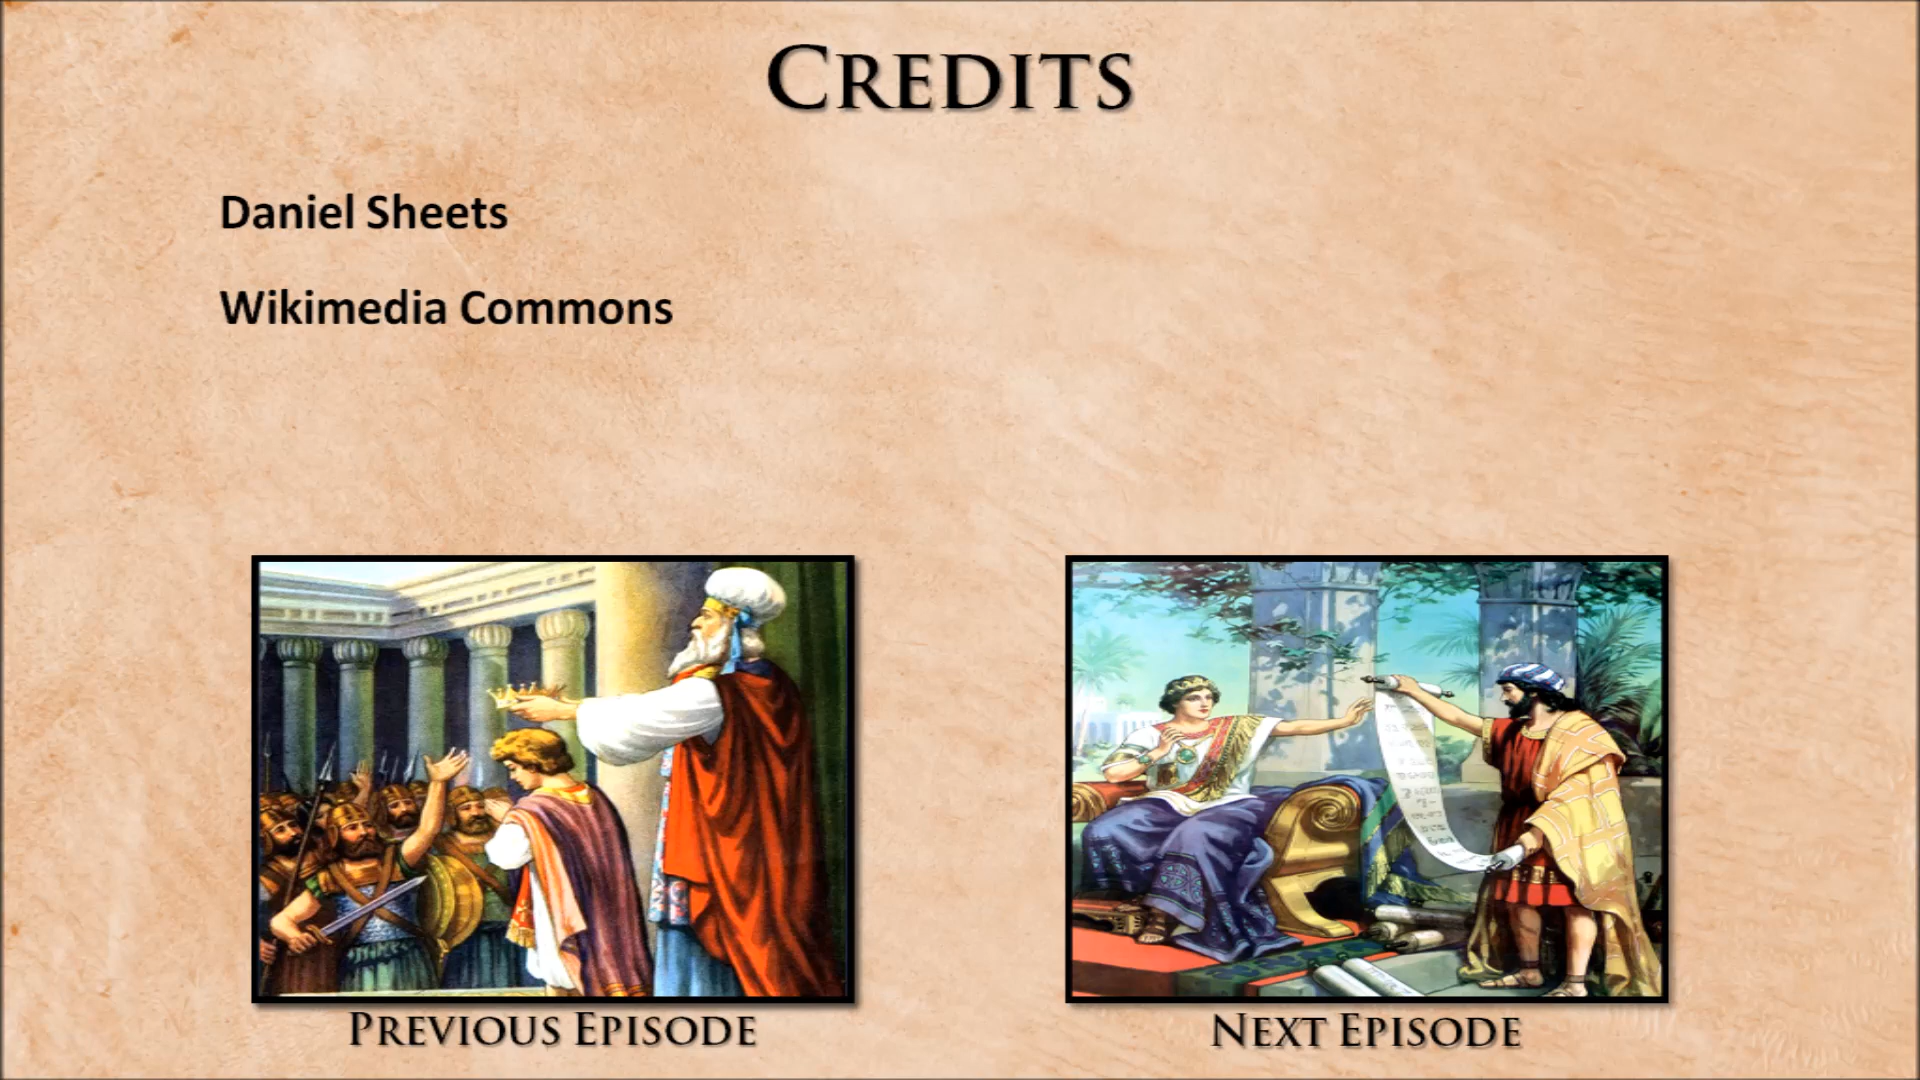 Credits
Daniel Sheets
Wikimedia Commons
Previous Episode
Next Episode